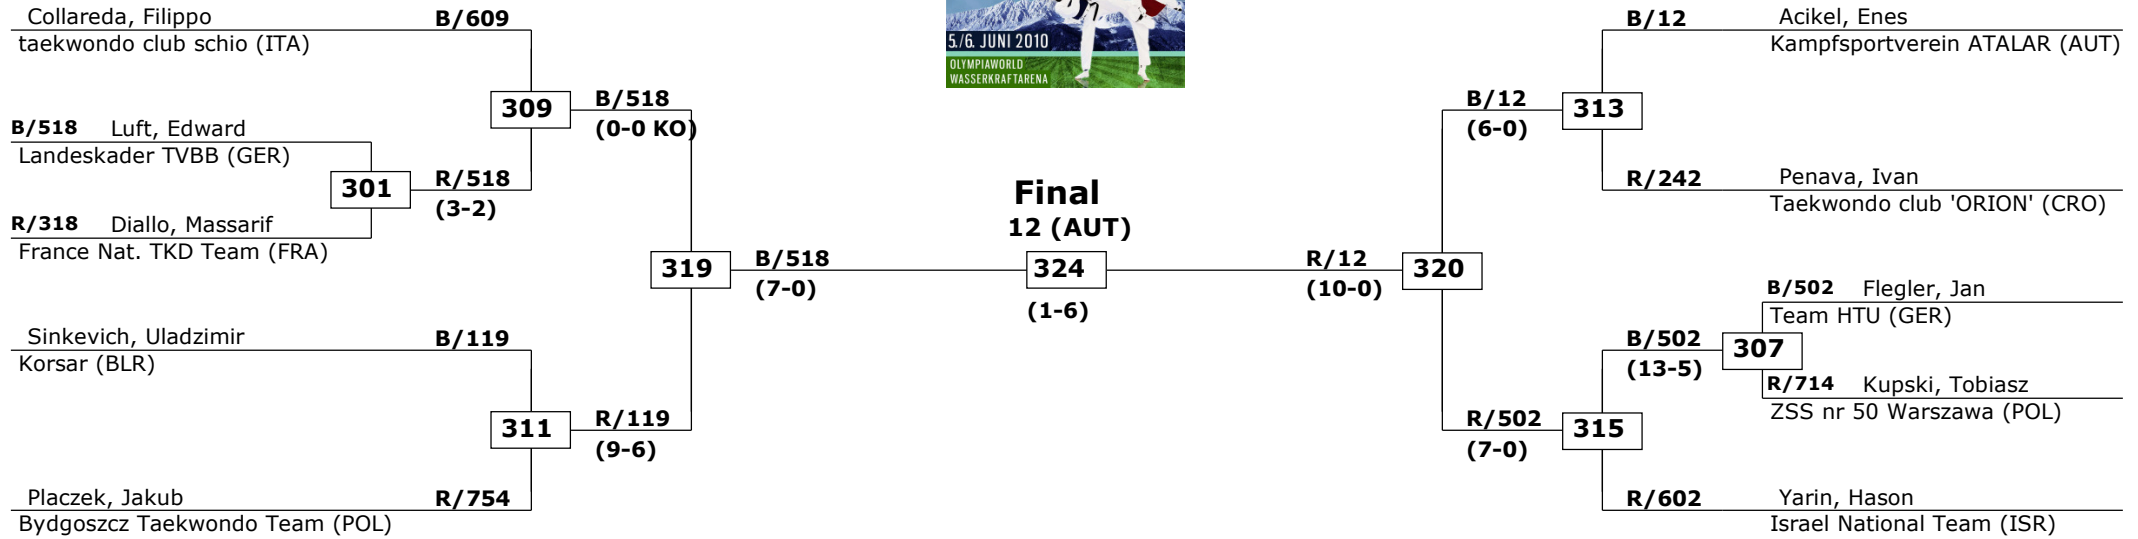 Collareda, Filippo
B/609
taekwondo club schio (ITA)
309
B/518
(0-0 KO)
B/518 Luft, Edward
Landeskader TVBB (GER)
301
R/518
(3-2)
R/318 Diallo, Massarif
France Nat. TKD Team (FRA)
319
B/518
(7-0)
Sinkevich, Uladzimir
B/119
Korsar (BLR)
311
R/119
(9-6)
Placzek, Jakub
R/754
Bydgoszcz Taekwondo Team (POL)
5./6. JUNI 2010
OLYMPIAWORLD
WASSERKRAFTARENA
Final
12 (AUT)
324
(1-6)
B/12
Acikel, Enes
Kampfsportverein ATALAR (AUT)
B/12
(6-0)
313
R/242
Penava, Ivan
Taekwondo club 'ORION' (CRO)
R/12
(10-0)
320
B/502 Flegler, Jan
Team HTU (GER)
B/502
(13-5)
307
R/714 Kupski, Tobiasz
ZSS nr 50 Warszawa (POL)
R/502
(7-0)
315
R/602
Yarin, Hason
Israel National Team (ISR)